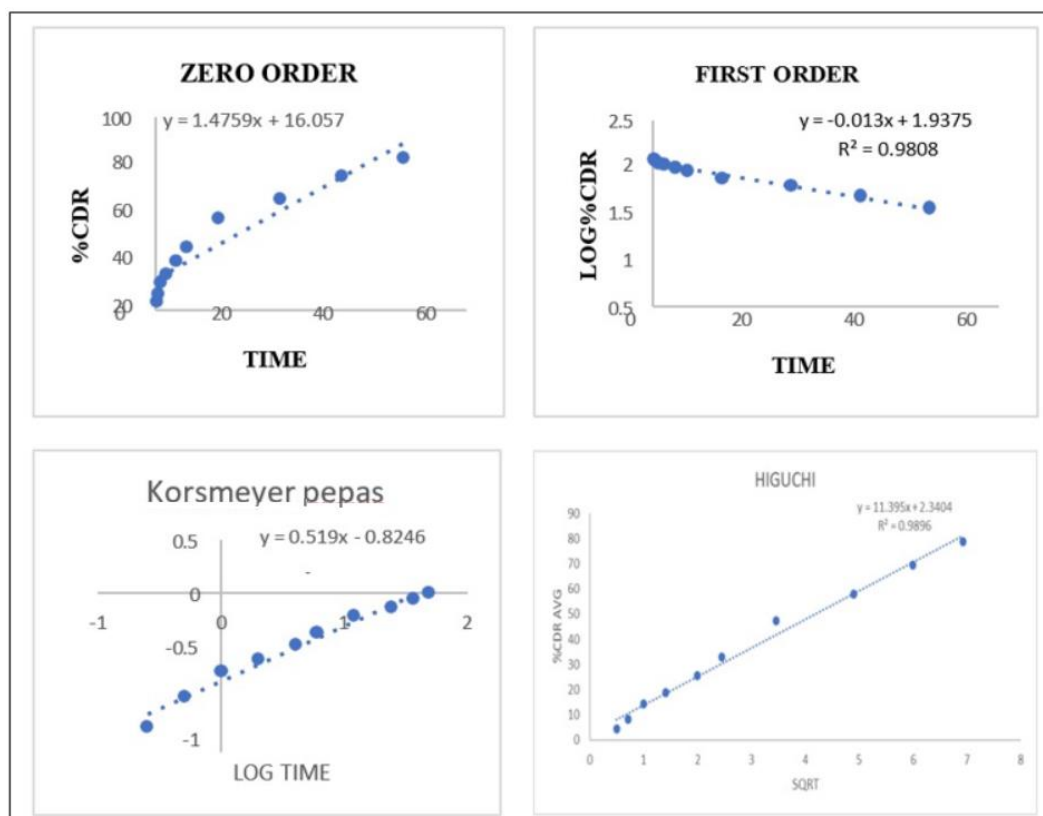 ZERO ORDER
y = 1.4759x + 16.057
100
80
60
40
20
0
20
40
60
%CDR
TIME
FIRST ORDER
y = -0.013x + 1.9375
R² = 0.9808
2.5
2
1.5
1
0.5
0
20
40
60
LOG%CDR
TIME
Korsmeyer pepas
y = 0.519x - 0.8246
0.5
-
0
-1
0
1
2
-0.5
-1
LOG TIME
HIGUCHI
y = 11.395x + 2.3404
R² = 0.9896
90
80
70
60
50
40
30
20
10
0
0
1
2
3
4
5
6
7
8
%CDR AVG
SQRT